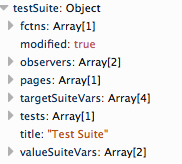 testSuite: Object
fctns: Array[1]
modified: true
observers: Array[2]
pages: Array[1]
targetSuiteVars: Array[4]
tests: Array[1]
title: "Test Suite"
valueSuiteVars: Array[2]